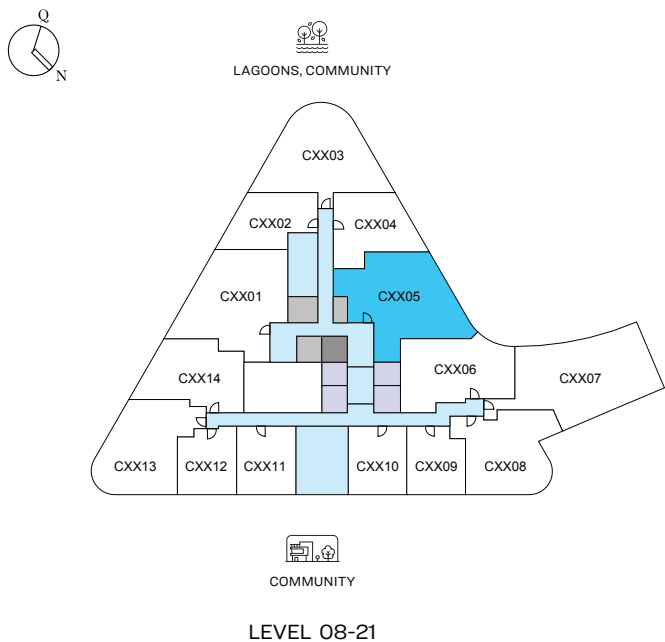 Q
N
LAGOONS, COMMUNITY
CXX03
CXX02
CXX04
CXX01
CXX05
CXX06
CXX07
CXX14
CXX13
CXX12
CXX11
CXX10
CXX09
CXX08
COMMUNITY
LEVEL 08-21